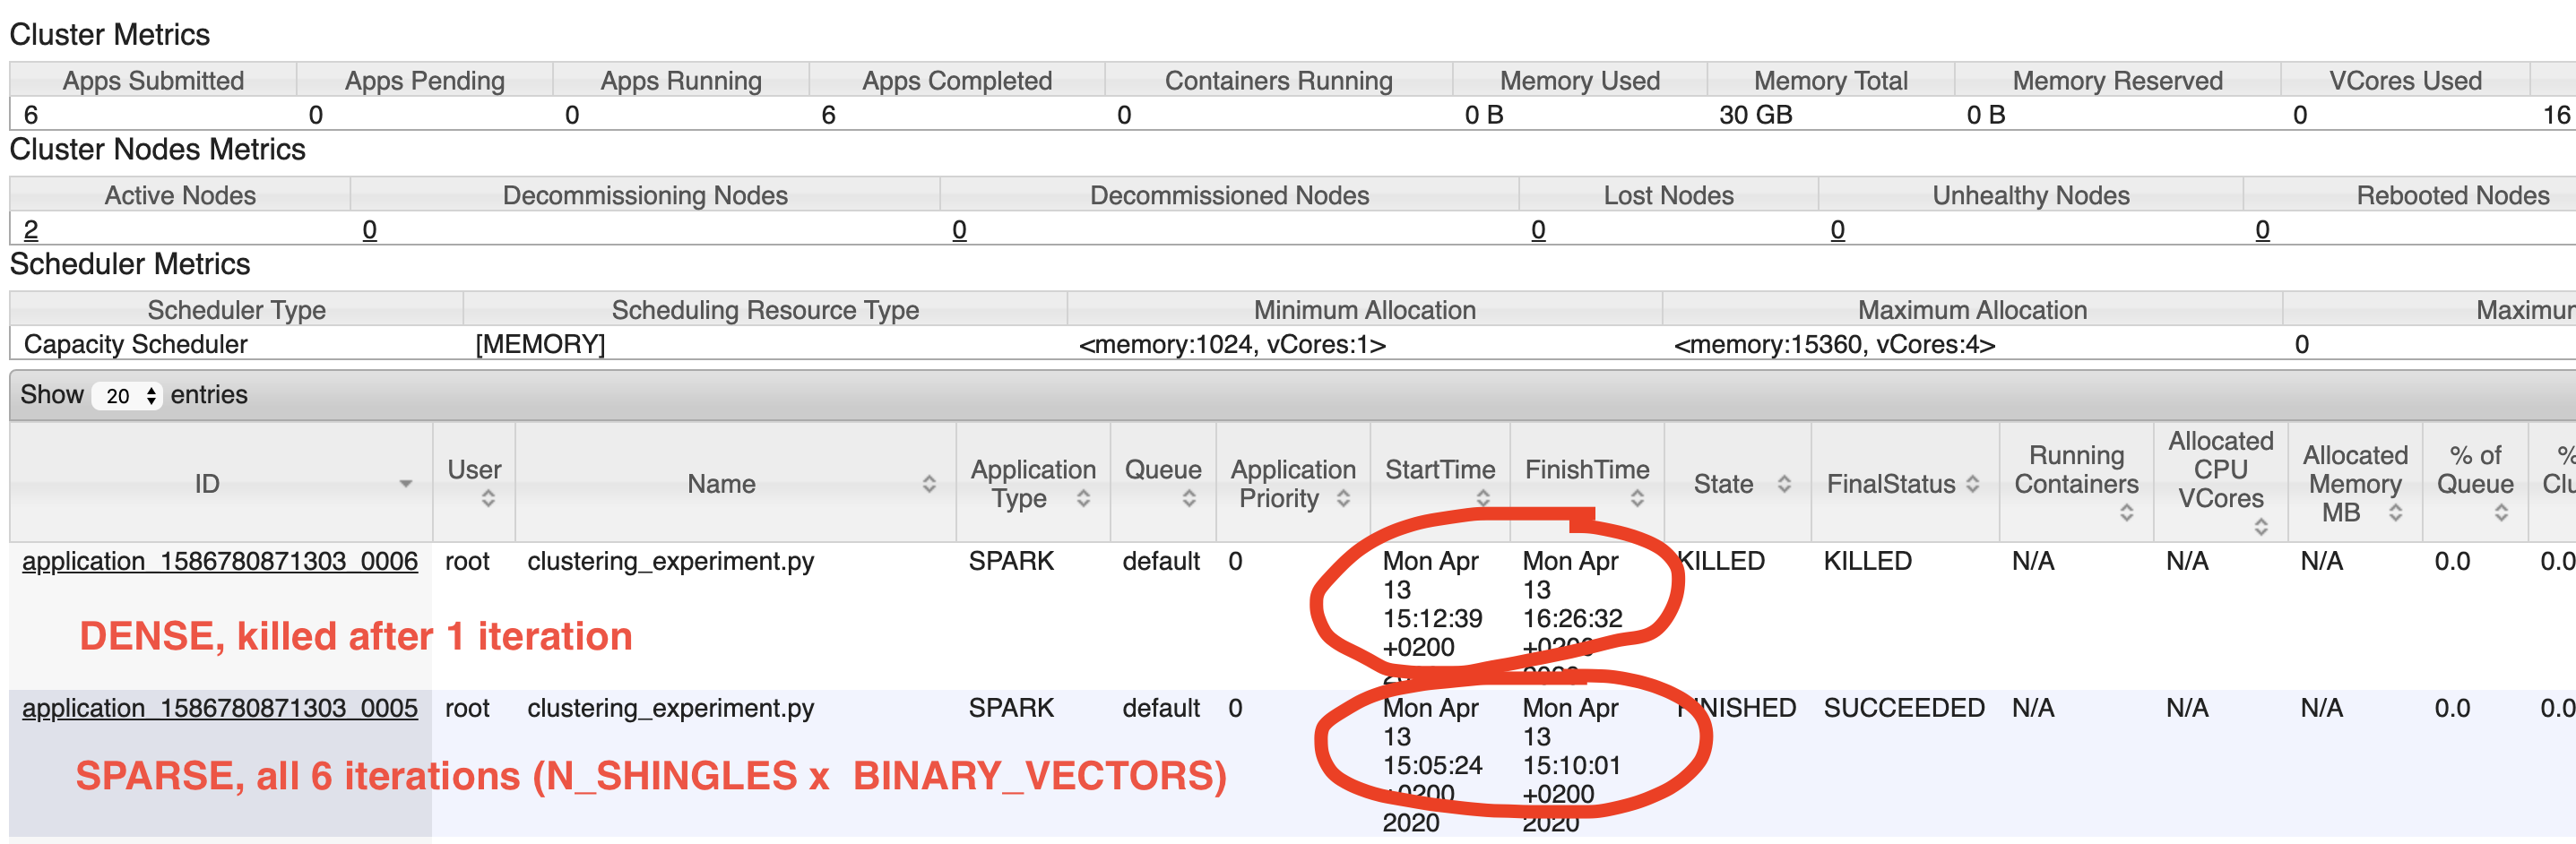 Cluster Metrics
Apps Submitted Apps Pending Apps Running Apps Completed Containers Running Memory Used Memory Total Memory Reserved VCores Used
6 0 0 6 0 0 B 30 GB 0 B 0 16
Cluster Nodes Metrics
Active Nodes Decommissioning Nodes Decommissioned Nodes Lost Nodes Unhealthy Nodes Rebooted Nodes
2 0 0 0 0 0
Scheduler Metrics
Scheduler Type Scheduling Resource Type Minimum Allocation Maximum Allocation
Capacity Scheduler [MEMORY] <memory:1024, vCores:1> <memory:15360, vCores:4> 0
Show 20 entries
ID User Name Application Type Queue Application Priority StartTime FinishTime State FinalStatus Running Containers Allocated CPU VCores Allocated Memory MB % of Queue %
application_1586780871303_0006 root clustering_experiment.py SPARK default 0 Mon Apr 13 15:12:39 +0200 Mon Apr 13 16:26:32 +0200 KILLED KILLED N/A N/A N/A 0.0 0.0
DENSE, killed after 1 iteration
application_1586780871303_0005 root clustering_experiment.py SPARK default 0 Mon Apr 13 15:05:24 +0200 2020 Mon Apr 13 15:10:01 +0200 2020 FINISHED SUCCEEDED N/A N/A N/A 0.0 0.0
SPARSE, all 6 iterations (N_SHINGLES x BINARY_VECTORS)